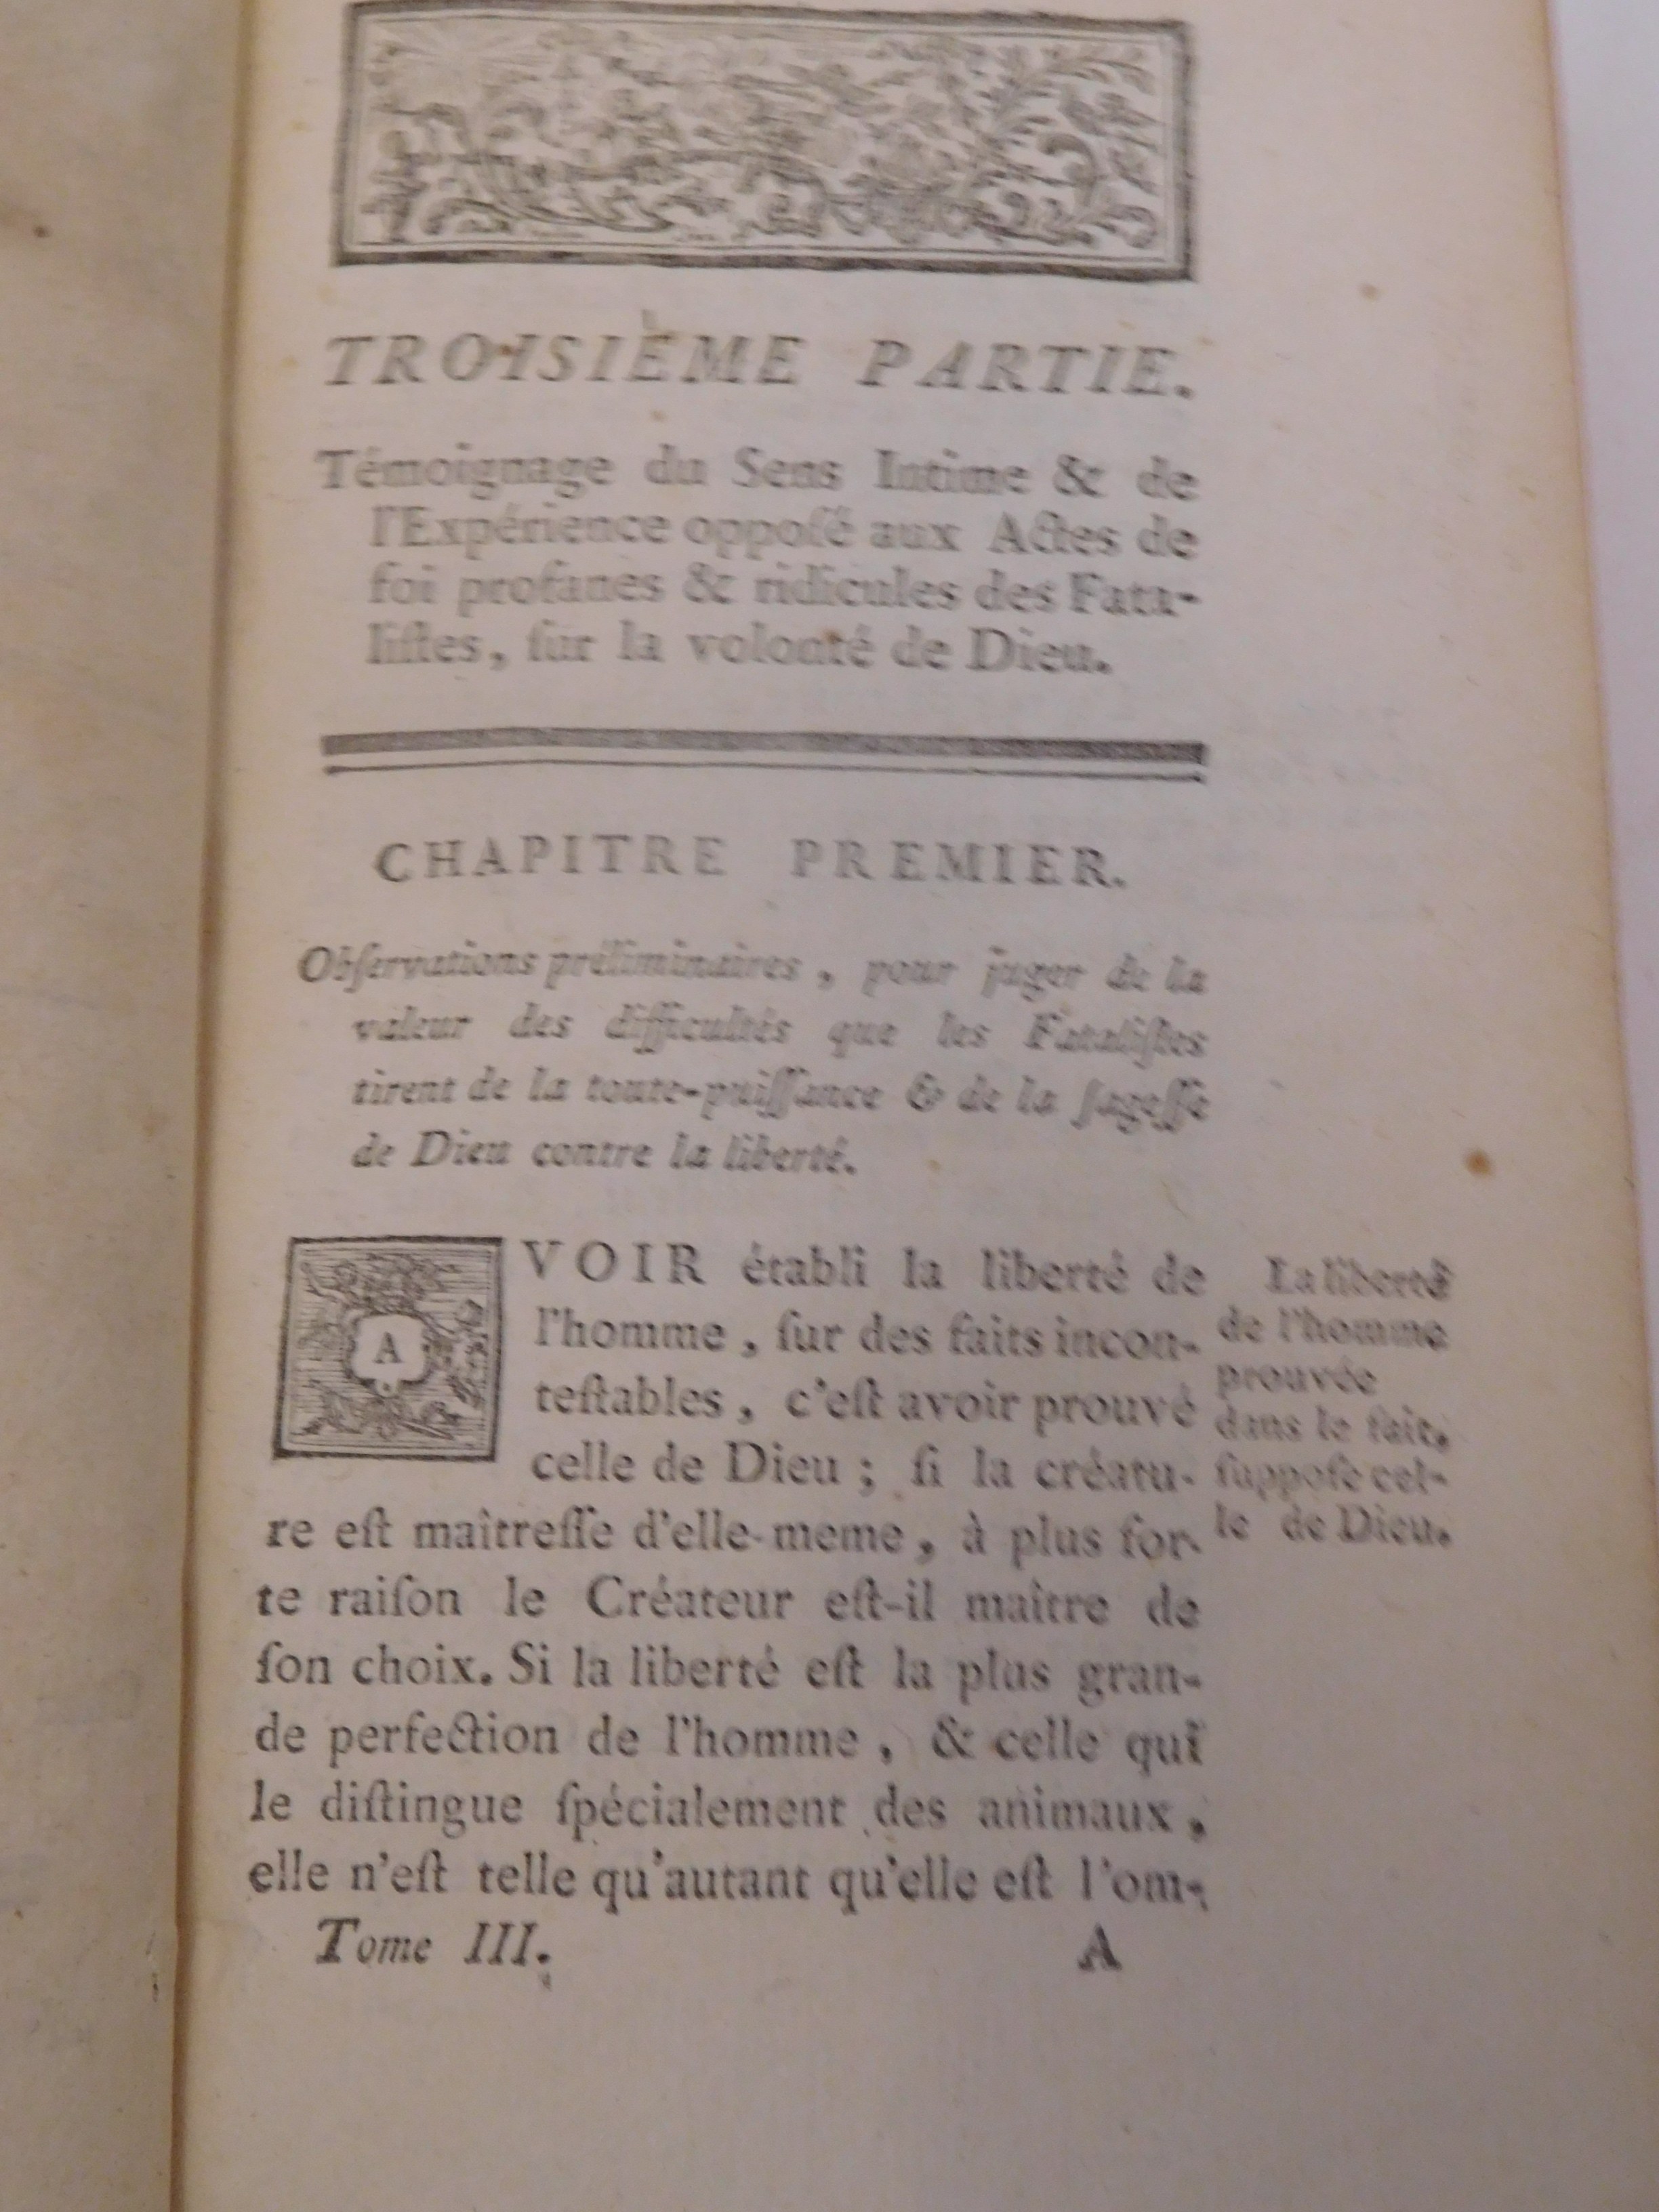 TROISIÈME PARTIE.
Témoignage du Sens Intime & de
l'Expérience oppoſé aux Actes de
foi profanes & ridicules des Fata-
liſtes, ſur la volonté de Dieu.
CHAPITRE PREMIER.
Obſervations préliminaires, pour juger de la
valeur des difficultés que les Fataliſtes
tirent de la toute-puiſſance & de la ſageſſe
de Dieu contre la liberté.
AVOIR établi la liberté de
l'homme, ſur des faits incon-
teſtables, c'eſt avoir prouvé
celle de Dieu; ſi la créatu-
re eſt maîtreſſe d'elle-meme, à plus for-
te raiſon le Créateur eſt-il maître de
ſon choix. Si la liberté eſt la plus gran-
de perfection de l'homme, & celle qui
le diſtingue ſpécialement des animaux,
elle n'eſt telle qu'autant qu'elle eſt l'om-
La liberté
de l'homme
prouvée
dans le fait,
ſuppoſe cel-
le de Dieu.
Tome III. A